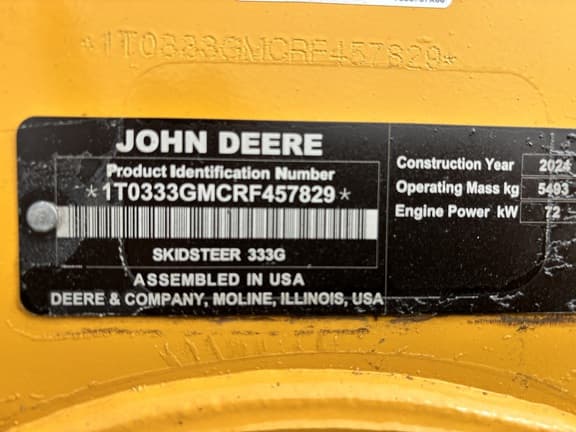 *1T0333GMCRF457829*
JOHN DEERE
Product Identification Number
*1T0333GMCRF457829*
SKIDSTEER 333G
ASSEMBLED IN USA
DEERE & COMPANY, MOLINE, ILLINOIS, USA
Construction Year 2024
Operating Mass kg 5493
Engine Power kW 72